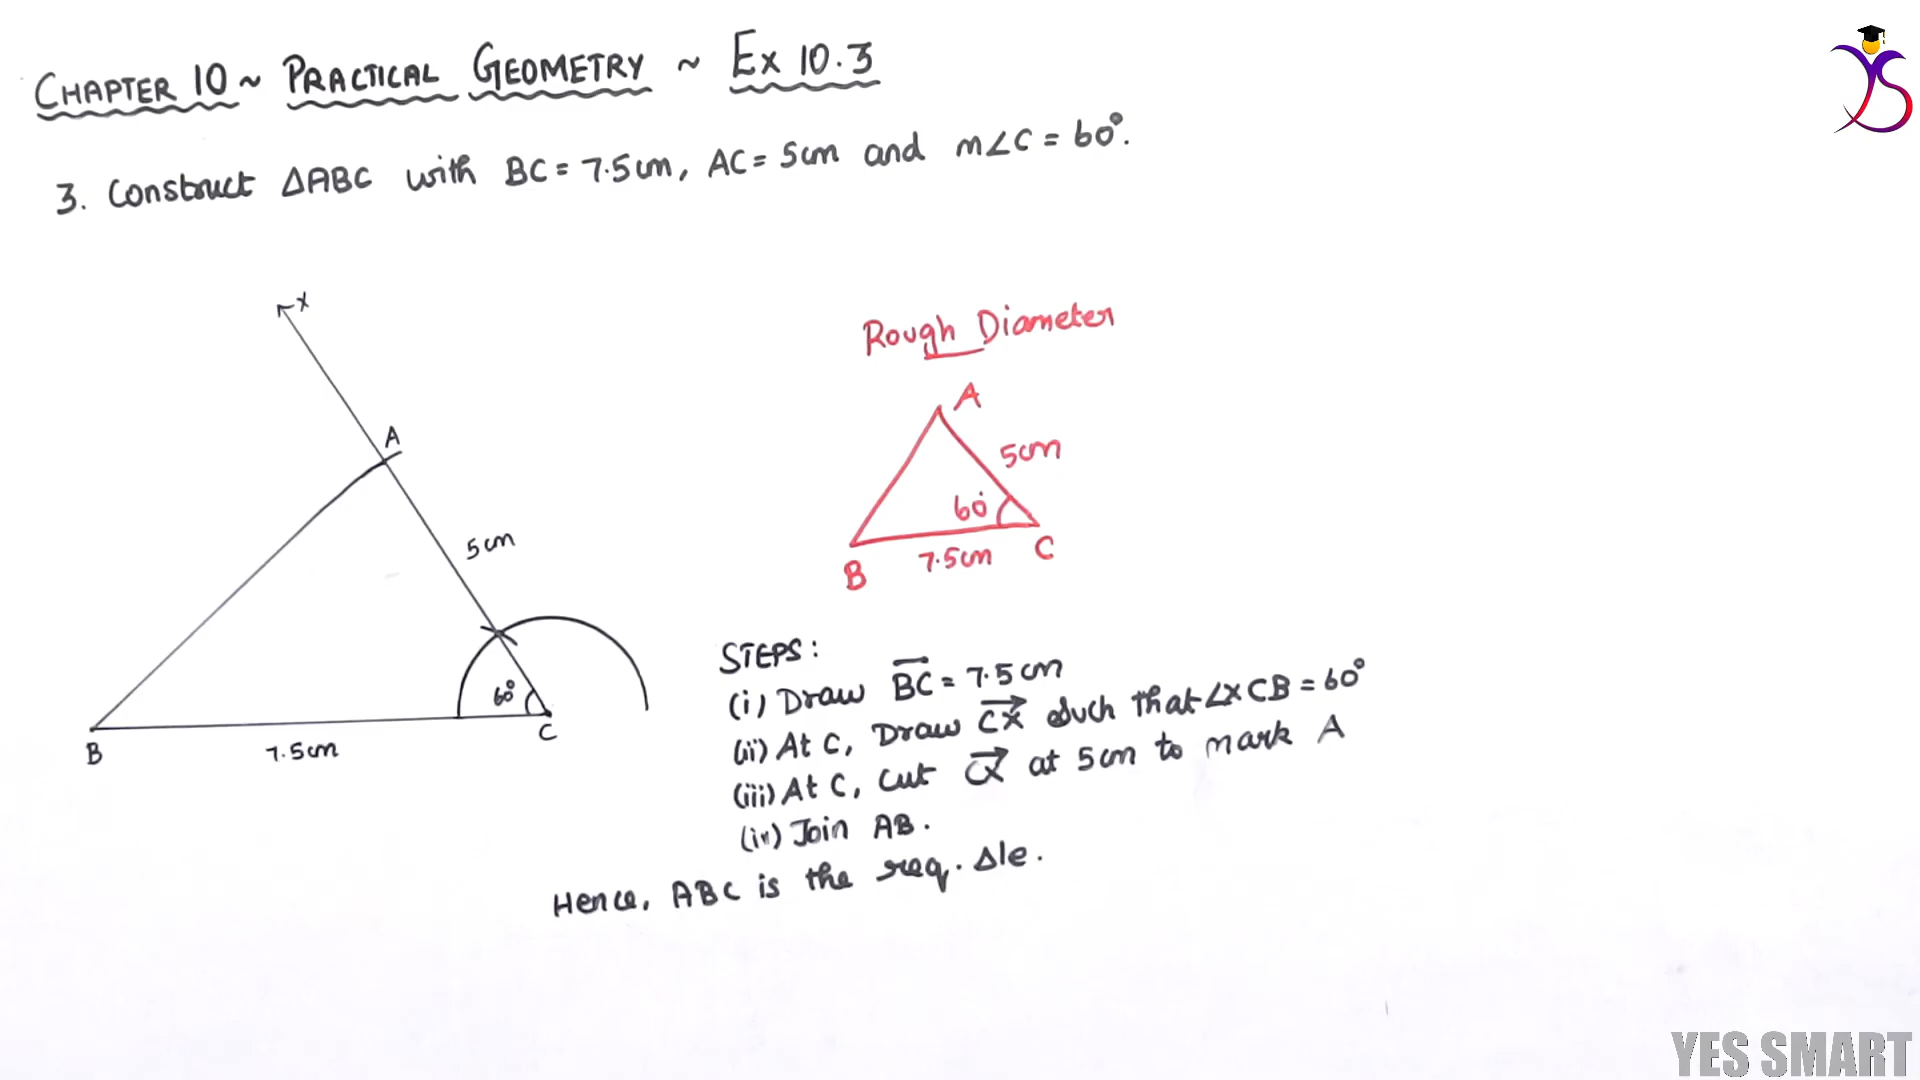 CHAPTER 10 ~ PRACTICAL GEOMETRY ~ Ex 10.3
3. Construct ΔABC with BC = 7.5cm, AC = 5cm and m∠C = 60°.
X
A
5cm
60°
B
7.5cm
C
Rough Diameter
A
5cm
60°
B
7.5cm
C
STEPS:
(i) Draw BC = 7.5cm
(ii) At C, Draw CX such that ∠XCB = 60°
(iii) At C, cut CX at 5cm to mark A
(iv) Join AB.
Hence, ABC is the req. Δle.
YS
YES SMART